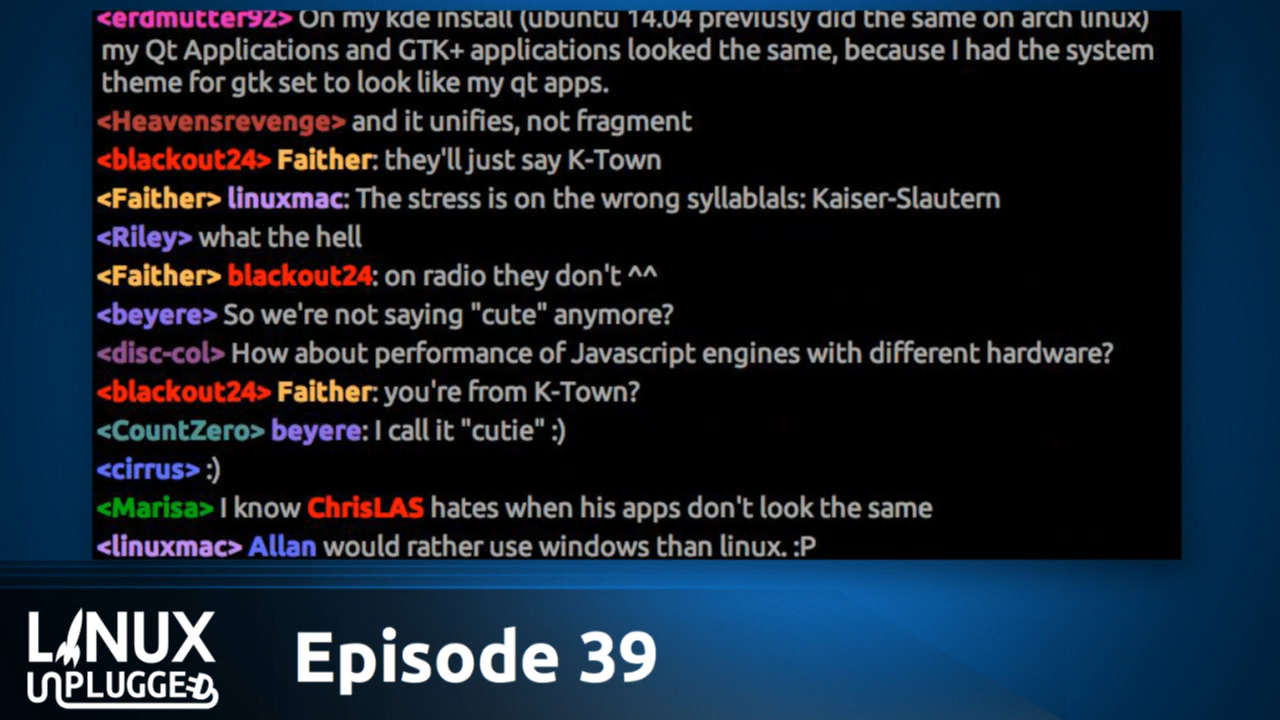 <erdmutter92> On my kde install (ubuntu 14.04 previusly did the same on arch linux)
my Qt Applications and GTK+ applications looked the same, because I had the system
theme for gtk set to look like my qt apps.
<Heavensrevenge> and it unifies, not fragment
<blackout24> Faither: they'll just say K-Town
<Faither> linuxmac: The stress is on the wrong syllablals: Kaiser-Slautern
<Riley> what the hell
<Faither> blackout24: on radio they don't ^^
<beyere> So we're not saying "cute" anymore?
<disc-col> How about performance of Javascript engines with different hardware?
<blackout24> Faither: you're from K-Town?
<CountZero> beyere: I call it "cutie" :)
<cirrus> :)
<Marisa> I know ChrisLAS hates when his apps don't look the same
<linuxmac> Allan would rather use windows than linux. :P
LINUX
UNPLUGGED
Episode 39